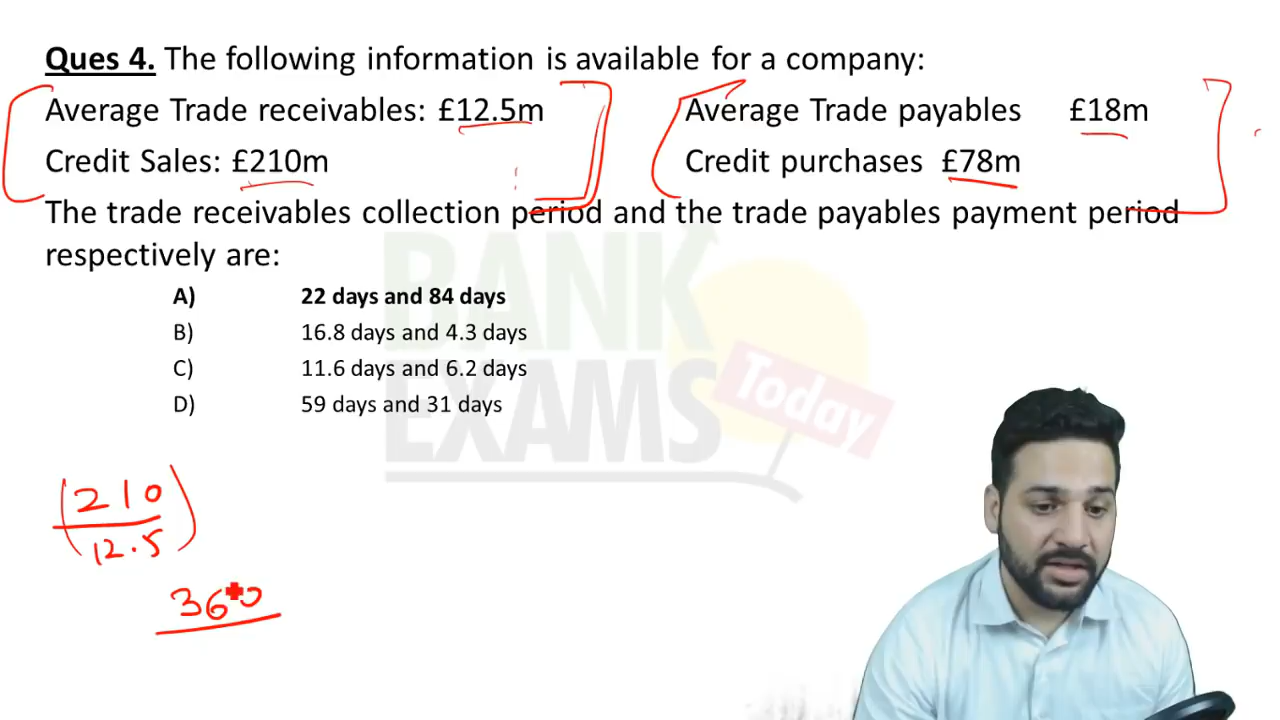 Ques 4. The following information is available for a company:
Average Trade receivables: £12.5m Average Trade payables £18m
Credit Sales: £210m Credit purchases £78m
The trade receivables collection period and the trade payables payment period
respectively are:
A) 22 days and 84 days
B) 16.8 days and 4.3 days
C) 11.6 days and 6.2 days
D) 59 days and 31 days
BANK
EXAMS
Today
(210
12.5)
360